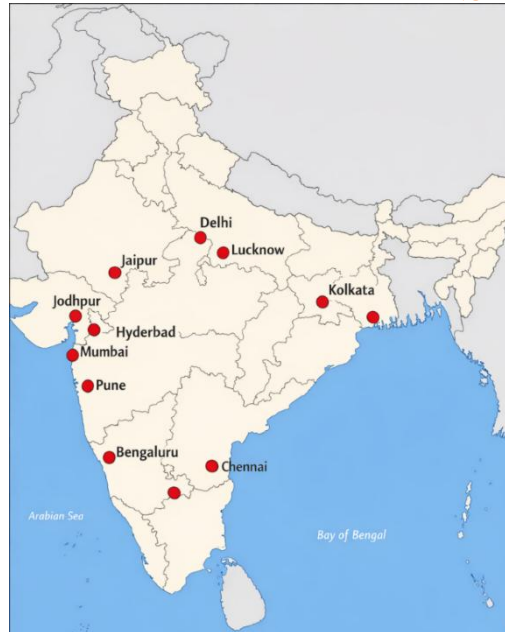 Delhi
Lucknow
Jaipur
Kolkata
Jodhpur
Hyderbad
Mumbai
Pune
Bengaluru
Chennai
Arabian Sea
Bay of Bengal